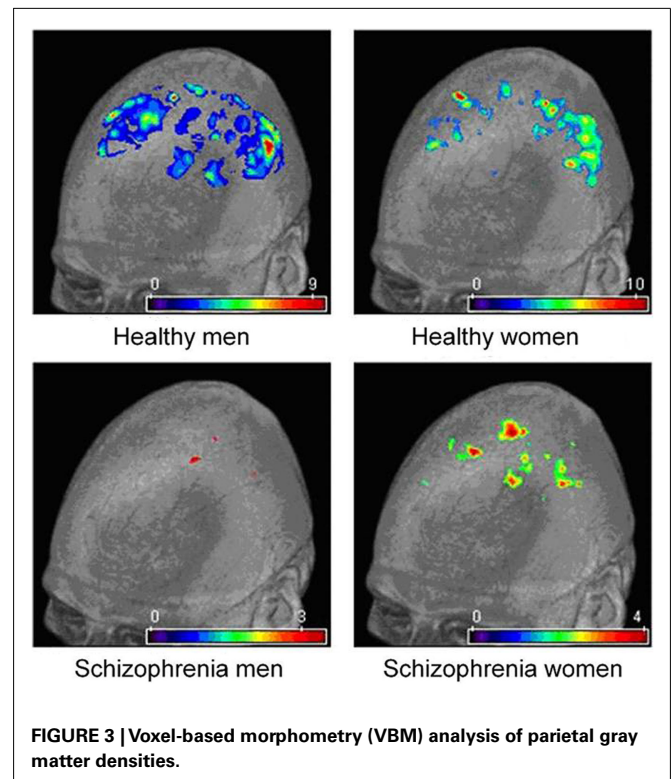 0 9
0 10
Healthy men
Healthy women
0 3
0 4
Schizophrenia men
Schizophrenia women
FIGURE 3 | Voxel-based morphometry (VBM) analysis of parietal gray
matter densities.